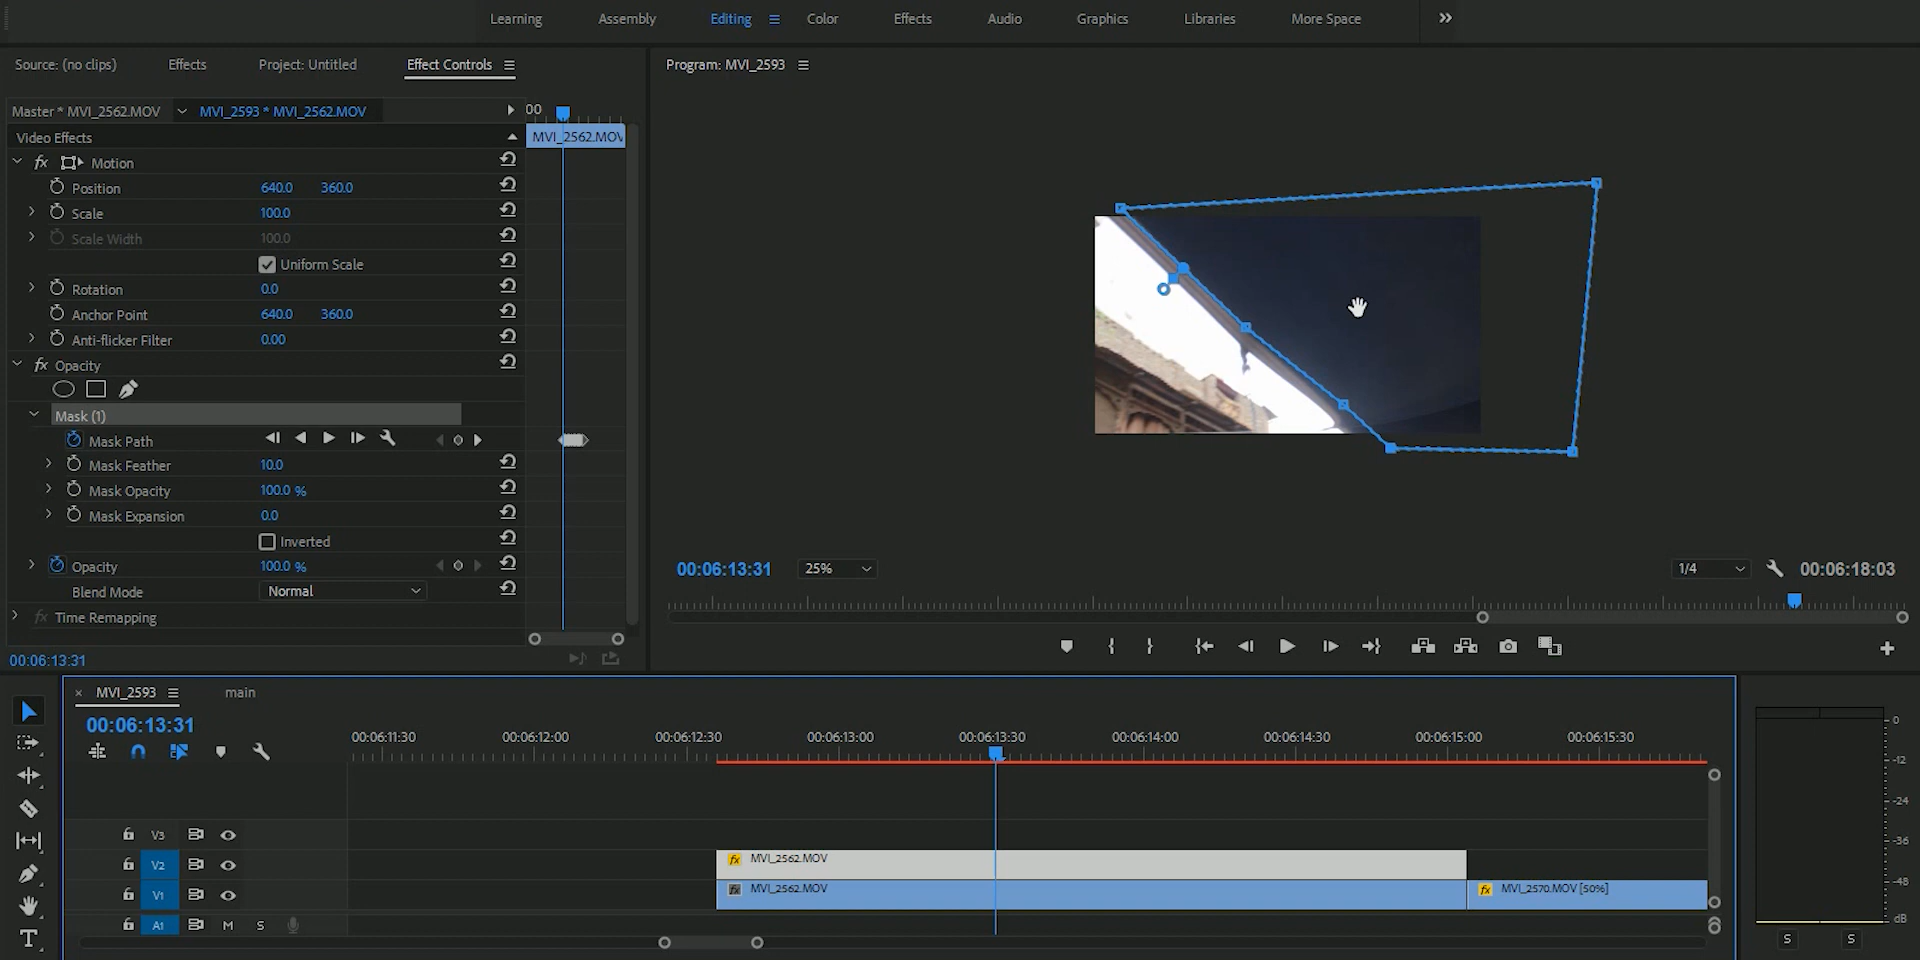 Learning Assembly Editing Color Effects Audio Graphics Libraries More Space
Source: (no clips) Effects Project: Untitled Effect Controls
Program: MVI_2593
Master * MVI_2562.MOV MVI_2593 * MVI_2562.MOV
00
Video Effects
MVI_2562.MOV
fx Motion
Position 640.0 360.0
Scale 100.0
Scale Width 100.0
Uniform Scale
Rotation 0.0
Anchor Point 640.0 360.0
Anti-flicker Filter 0.00
fx Opacity
Mask (1)
Mask Path
Mask Feather 10.0
Mask Opacity 100.0 %
Mask Expansion 0.0
Inverted
Opacity 100.0 %
Blend Mode Normal
fx Time Remapping
00:06:13:31
00:06:13:31 25% 1/4 00:06:18:03
MVI_2593 main
00:06:13:31
00:06:11:30 00:06:12:00 00:06:12:30 00:06:13:00 00:06:13:30 00:06:14:00 00:06:14:30 00:06:15:00 00:06:15:30
V3
V2 fx MVI_2562.MOV
V1 fx MVI_2562.MOV fx MVI_2570.MOV [50%]
A1 M S
T
0
-12
-24
-36
-48
dB
S S